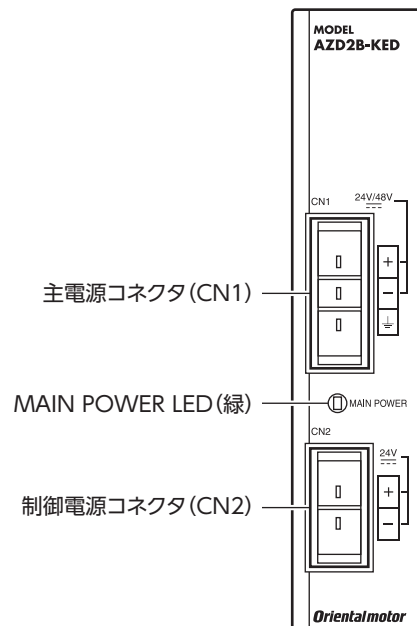 MODEL
AZD2B-KED
CN1
24V/48V
+
−
主電源コネクタ(CN1)
MAIN POWER LED(緑)
MAIN POWER
CN2
24V
+
−
制御電源コネクタ(CN2)
Orientalmotor